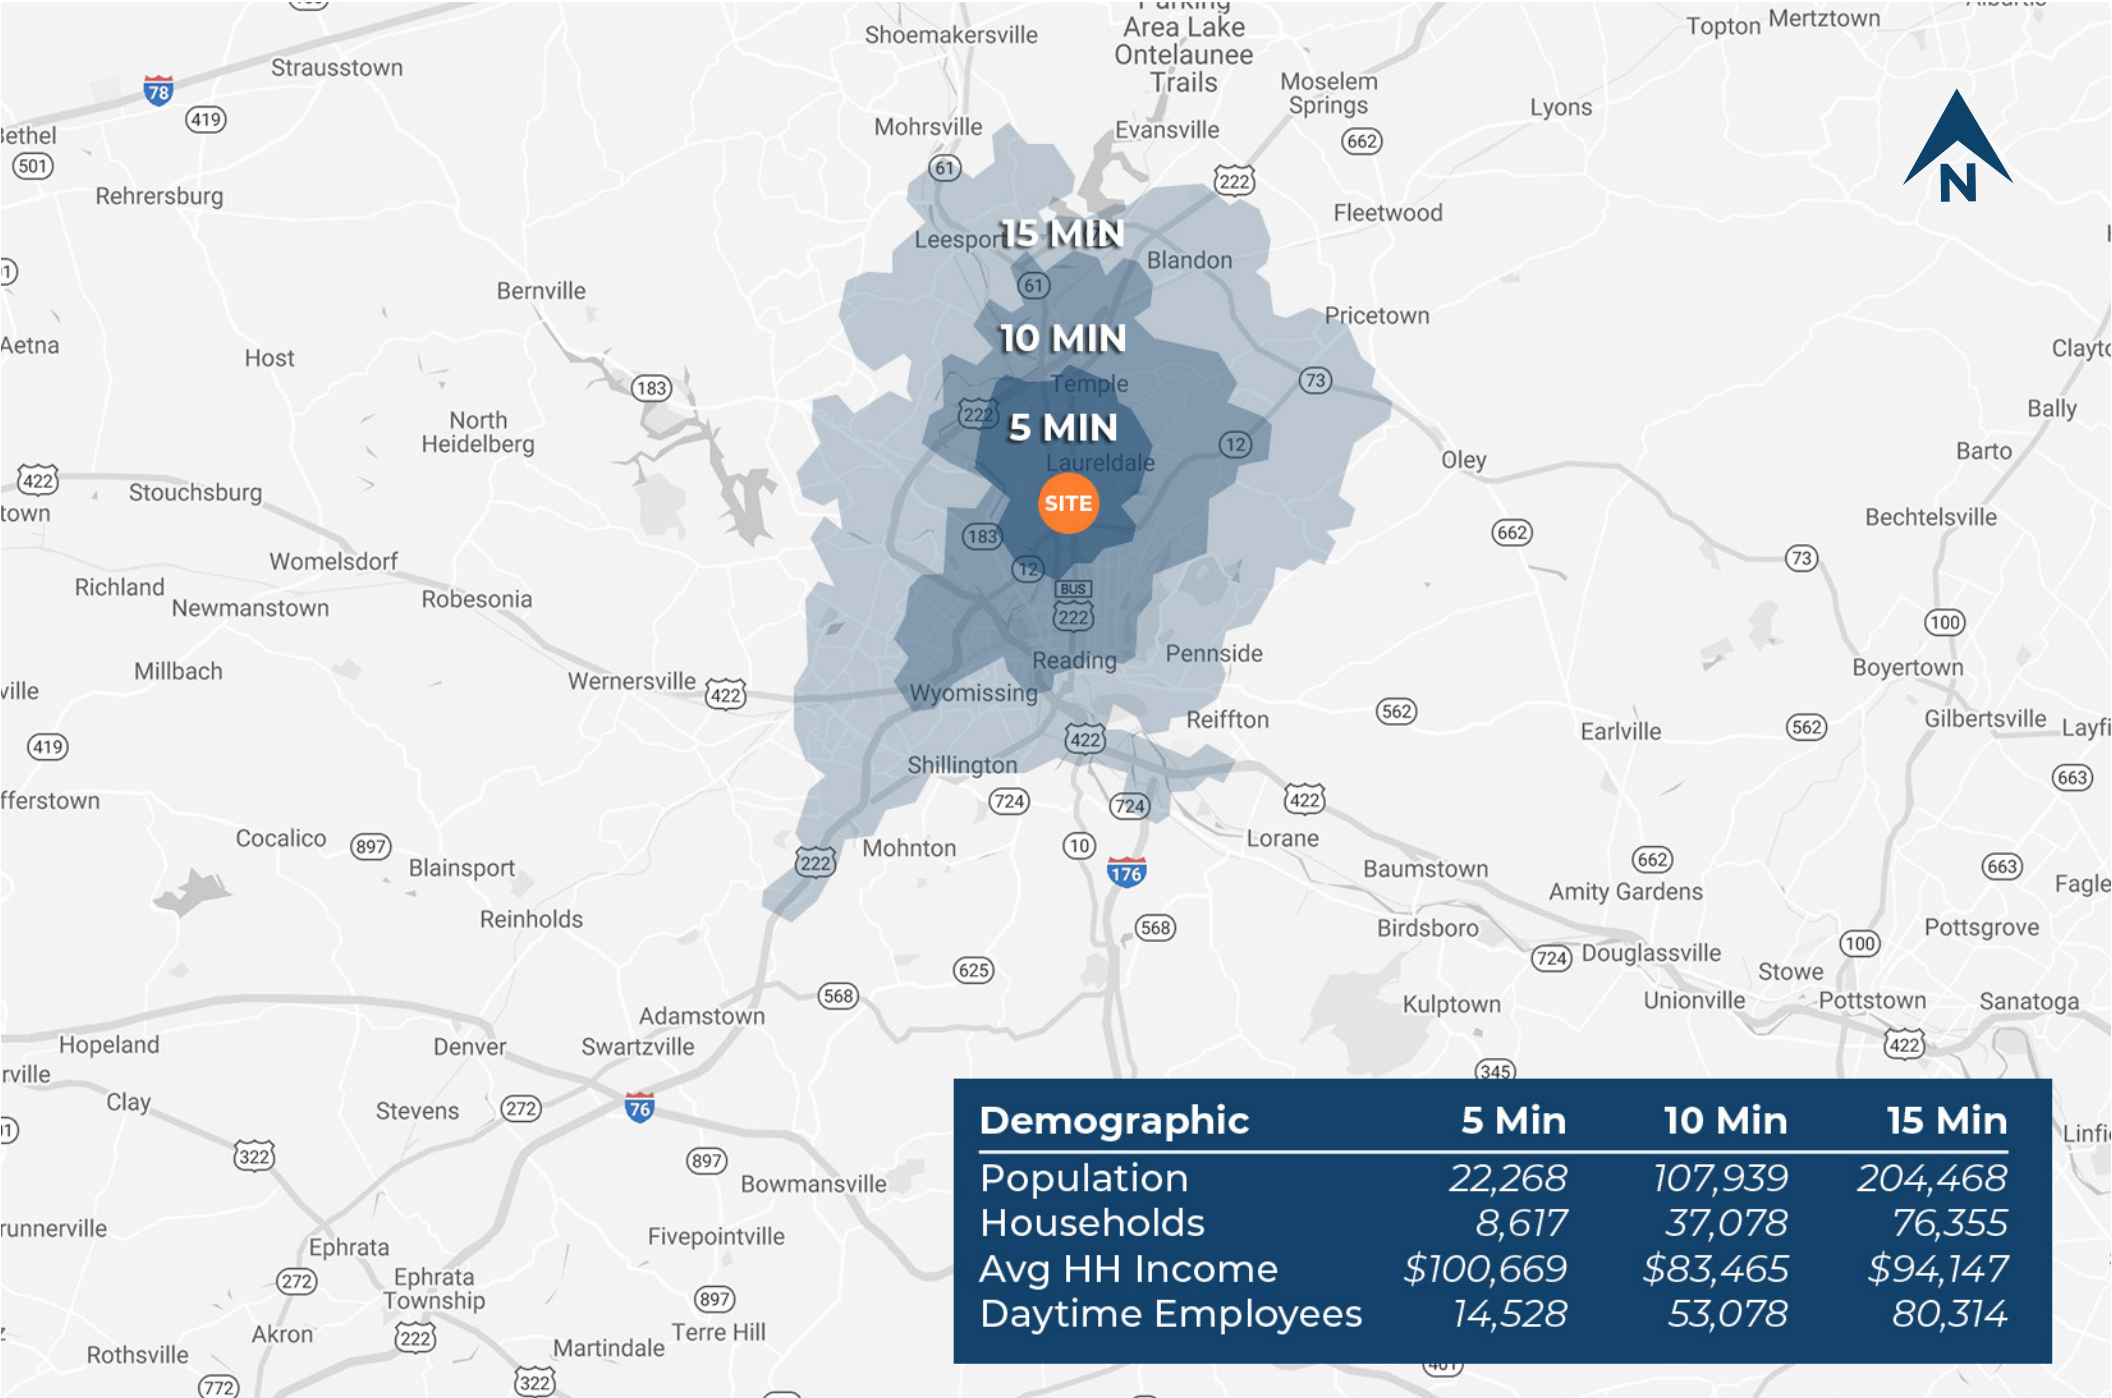 Parking
Area Lake
Ontelaunee
Trails
Topton
Mertztown
Shoemakersville
Strausstown
78
419
Moselem
Springs
Lyons
Mohrsville
Evansville
662
501
61
222
N
Rehrersburg
Fleetwood
Leesport
15 MIN
Blandon
Bernville
61
Pricetown
Aetna
Host
10 MIN
183
Temple
73
North
Heidelberg
222
5 MIN
12
Bally
Barto
Laureldale
Oley
422
Stouchsburg
SITE
town
183
662
Bechtelsville
Womelsdorf
12
73
Richland
Newmanstown
Robesonia
BUS
222
100
Millbach
Reading
Pennside
Boyertown
ville
Wernersville
422
Wyomissing
Reiffton
562
Earlville
562
Gilbertsville
419
422
Shillington
663
fferstown
724
724
422
Cocalico
897
Blainsport
222
Mohnton
10
176
Lorane
Baumstown
662
Amity Gardens
663
Reinholds
568
Birdsboro
Pottsgrove
625
724
Douglassville
100
Stowe
568
Adamstown
Kulptown
Unionville
Pottstown
Sanatoga
Hopeland
Denver
Swartzville
422
rville
345
Clay
Stevens
272
76
322
897
Bowmansville
runnerville
Fivepointville
Ephrata
272
Ephrata
Township
897
Akron
222
Terre Hill
Rothsville
Martindale
772
322
Demographic 5 Min 10 Min 15 Min
Population 22,268 107,939 204,468
Households 8,617 37,078 76,355
Avg HH Income $100,669 $83,465 $94,147
Daytime Employees 14,528 53,078 80,314